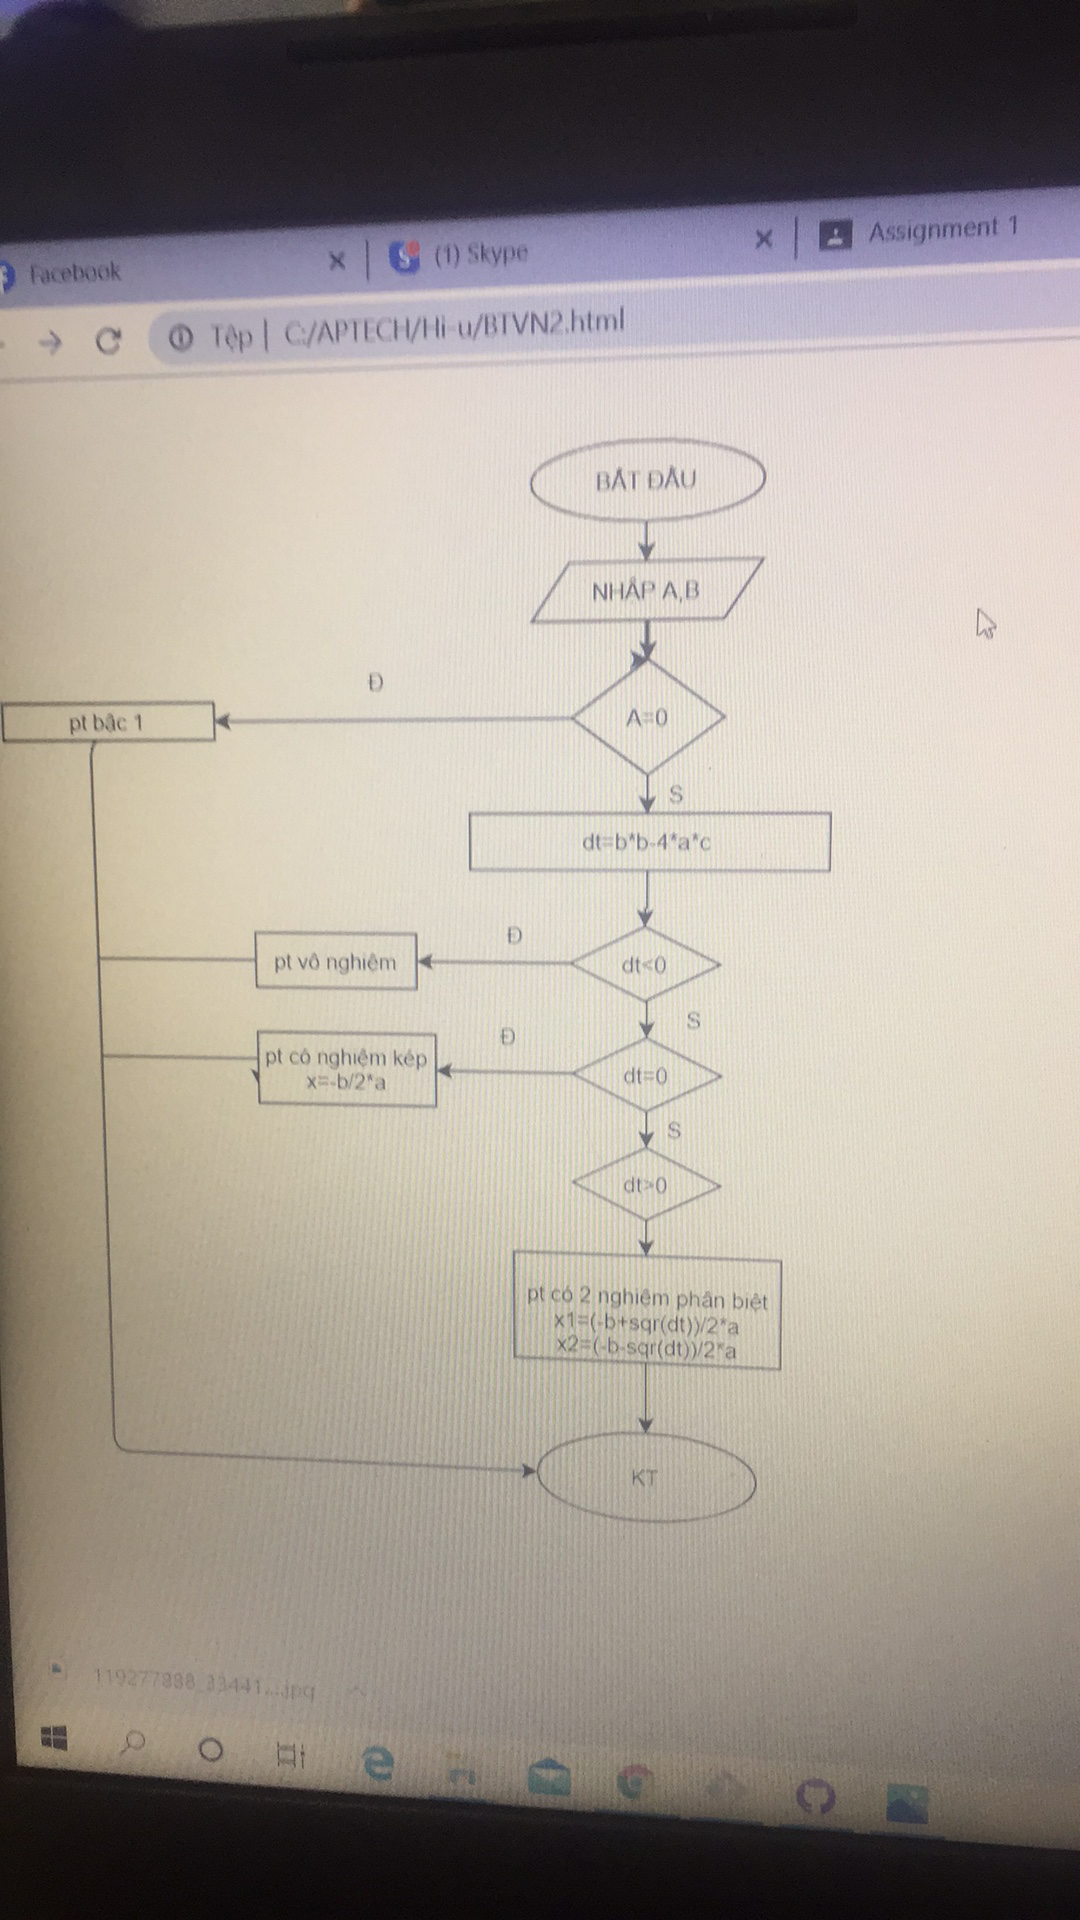 Facebook
(1) Skype
Assignment 1
Tệp | C:/APTECH/Hi-u/BTVN2.html
BẮT ĐẦU
NHẬP A,B
Đ
A=0
pt bậc 1
S
dt=b*b-4*a*c
Đ
pt vô nghiệm
dt<0
S
Đ
pt có nghiệm kép
x=-b/2*a
dt=0
S
dt>0
pt có 2 nghiệm phân biệt
x1=(-b+sqr(dt))/2*a
x2=(-b-sqr(dt))/2*a
KT
119277888_33441...jpg